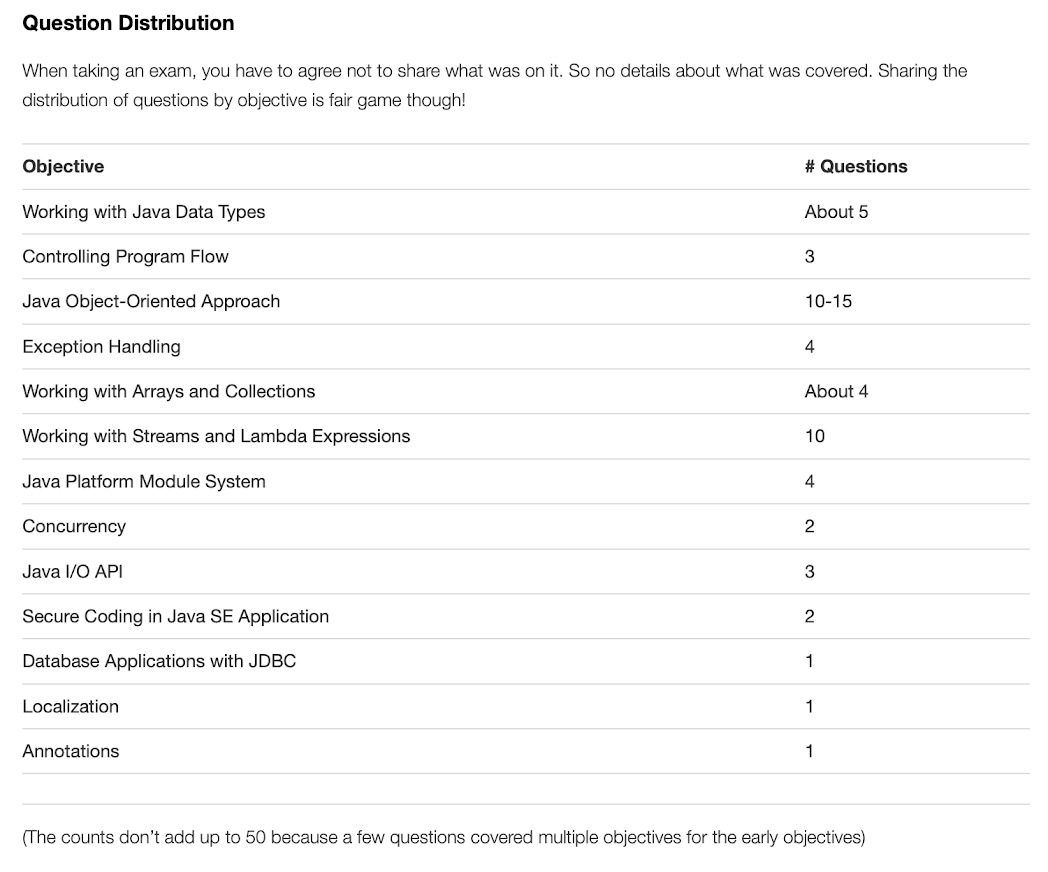 Question Distribution
When taking an exam, you have to agree not to share what was on it. So no details about what was covered. Sharing the
distribution of questions by objective is fair game though!
Objective # Questions
Working with Java Data Types About 5
Controlling Program Flow 3
Java Object-Oriented Approach 10-15
Exception Handling 4
Working with Arrays and Collections About 4
Working with Streams and Lambda Expressions 10
Java Platform Module System 4
Concurrency 2
Java I/O API 3
Secure Coding in Java SE Application 2
Database Applications with JDBC 1
Localization 1
Annotations 1
(The counts don’t add up to 50 because a few questions covered multiple objectives for the early objectives)